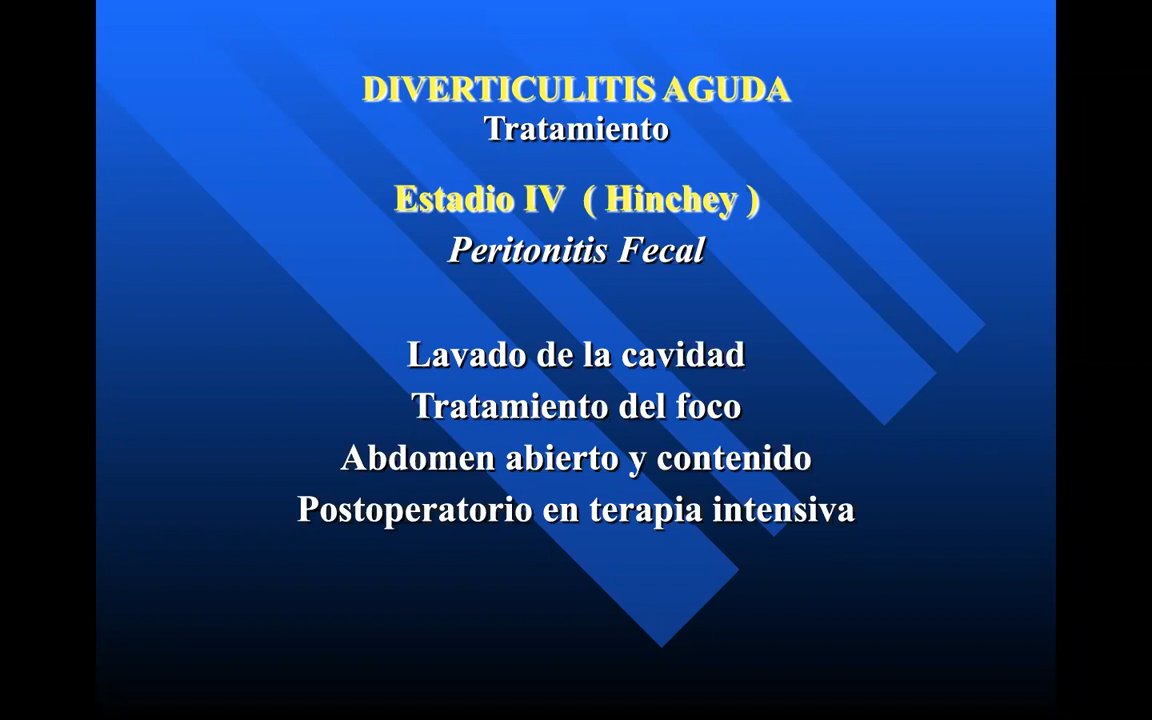 DIVERTICULITIS AGUDA
Tratamiento
Estadio IV ( Hinchey )
Peritonitis Fecal
Lavado de la cavidad
Tratamiento del foco
Abdomen abierto y contenido
Postoperatorio en terapia intensiva